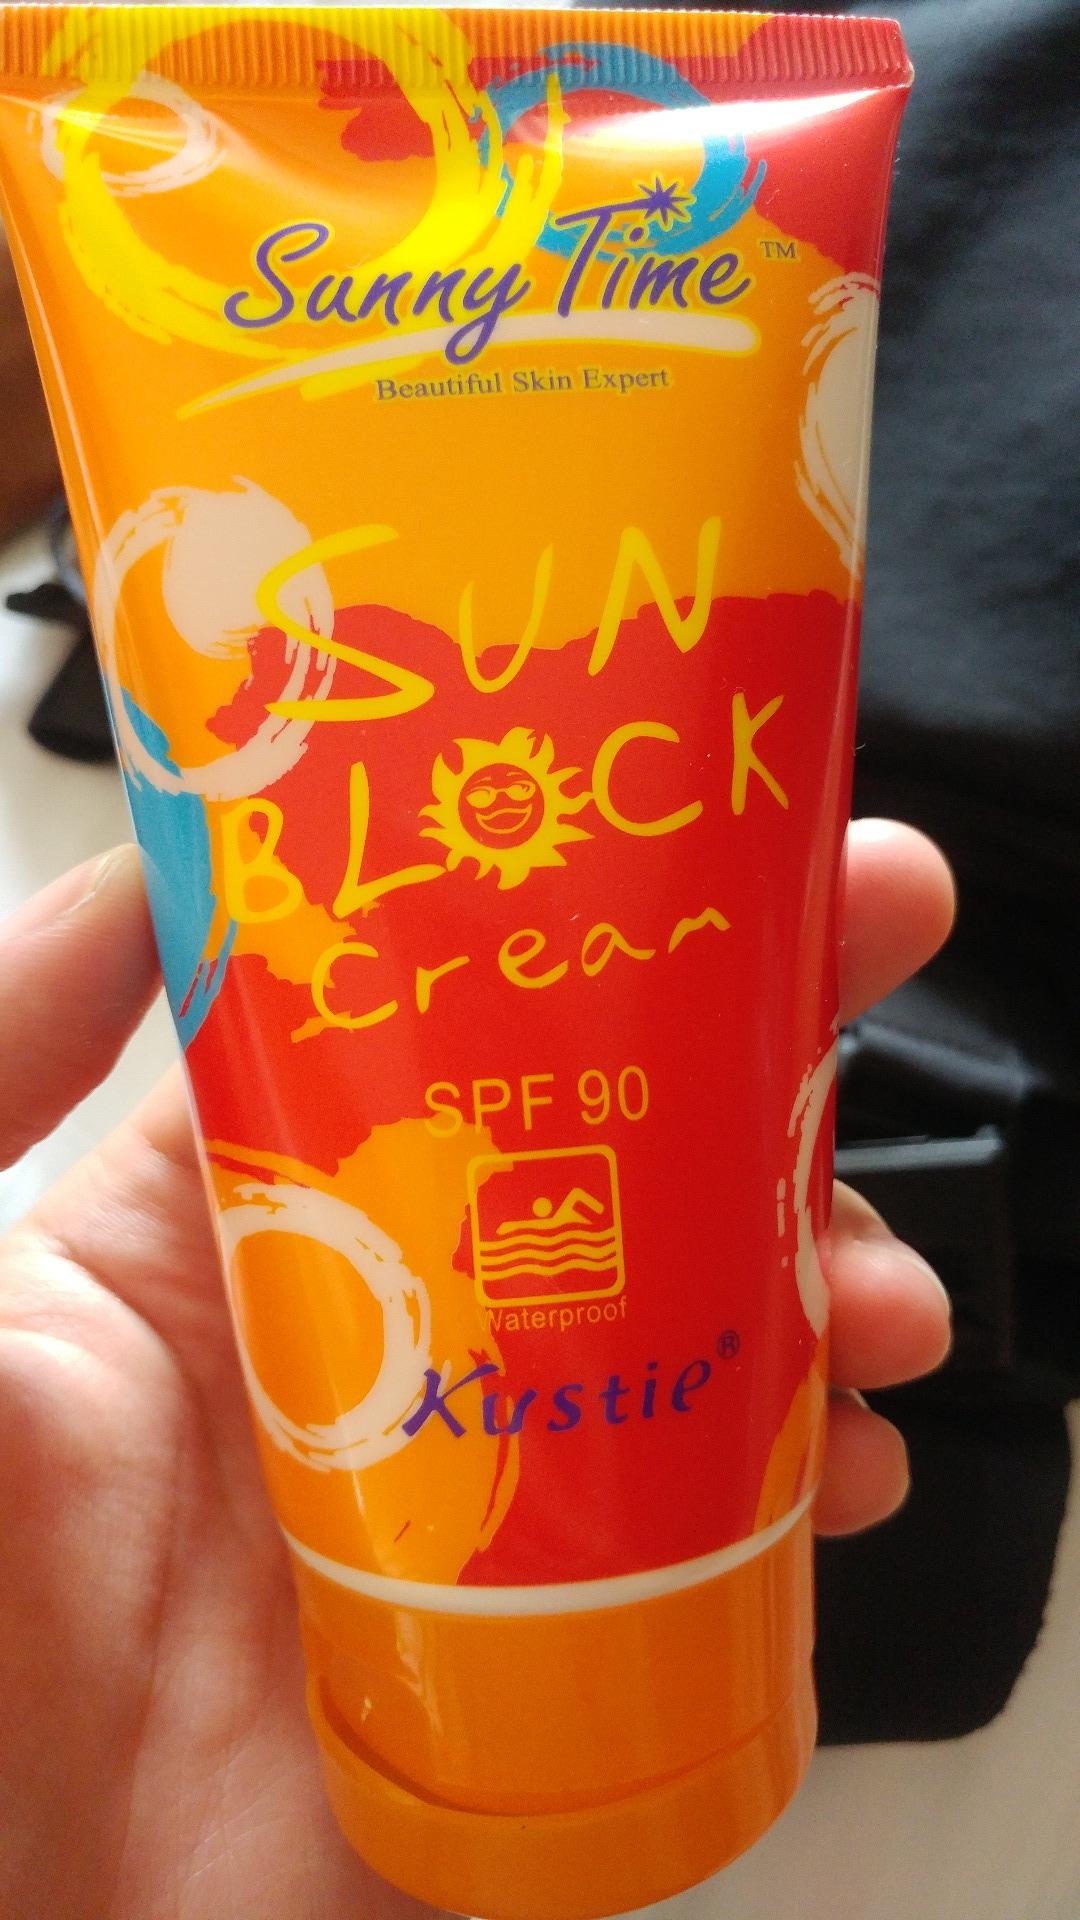 Sunny Time™
Beautiful Skin Expert
SUN
BLOCK
cream
SPF 90
Waterproof
Kustie®